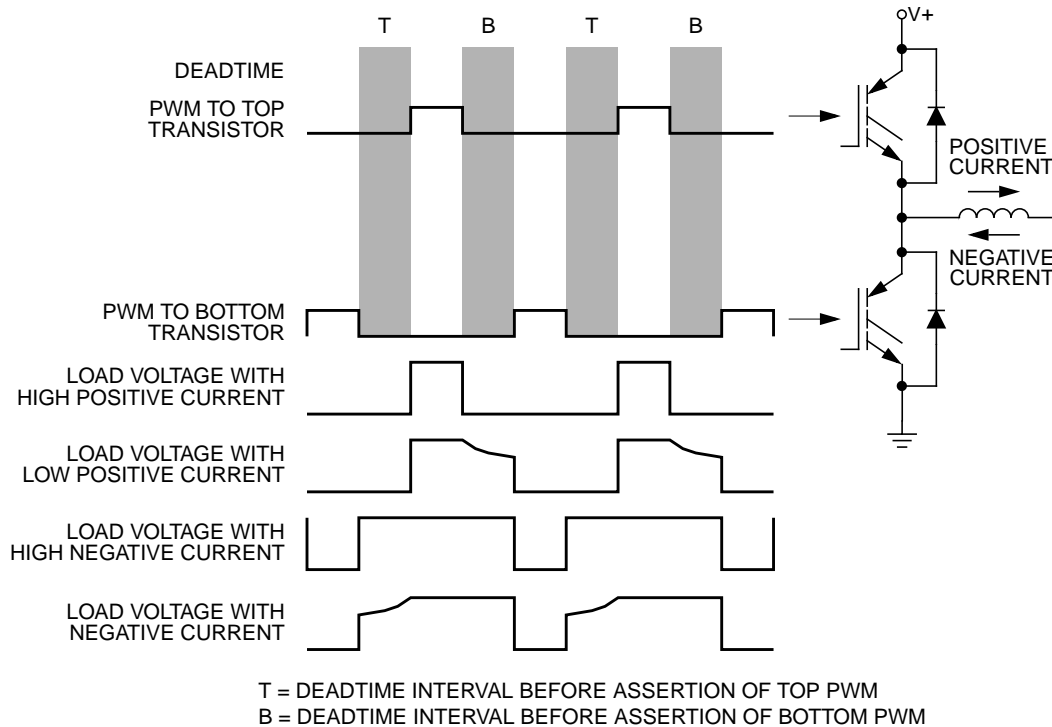 T B T B
V+
DEADTIME
PWM TO TOP
TRANSISTOR
POSITIVE
CURRENT
NEGATIVE
CURRENT
PWM TO BOTTOM
TRANSISTOR
LOAD VOLTAGE WITH
HIGH POSITIVE CURRENT
LOAD VOLTAGE WITH
LOW POSITIVE CURRENT
LOAD VOLTAGE WITH
HIGH NEGATIVE CURRENT
LOAD VOLTAGE WITH
NEGATIVE CURRENT
T = DEADTIME INTERVAL BEFORE ASSERTION OF TOP PWM
B = DEADTIME INTERVAL BEFORE ASSERTION OF BOTTOM PWM